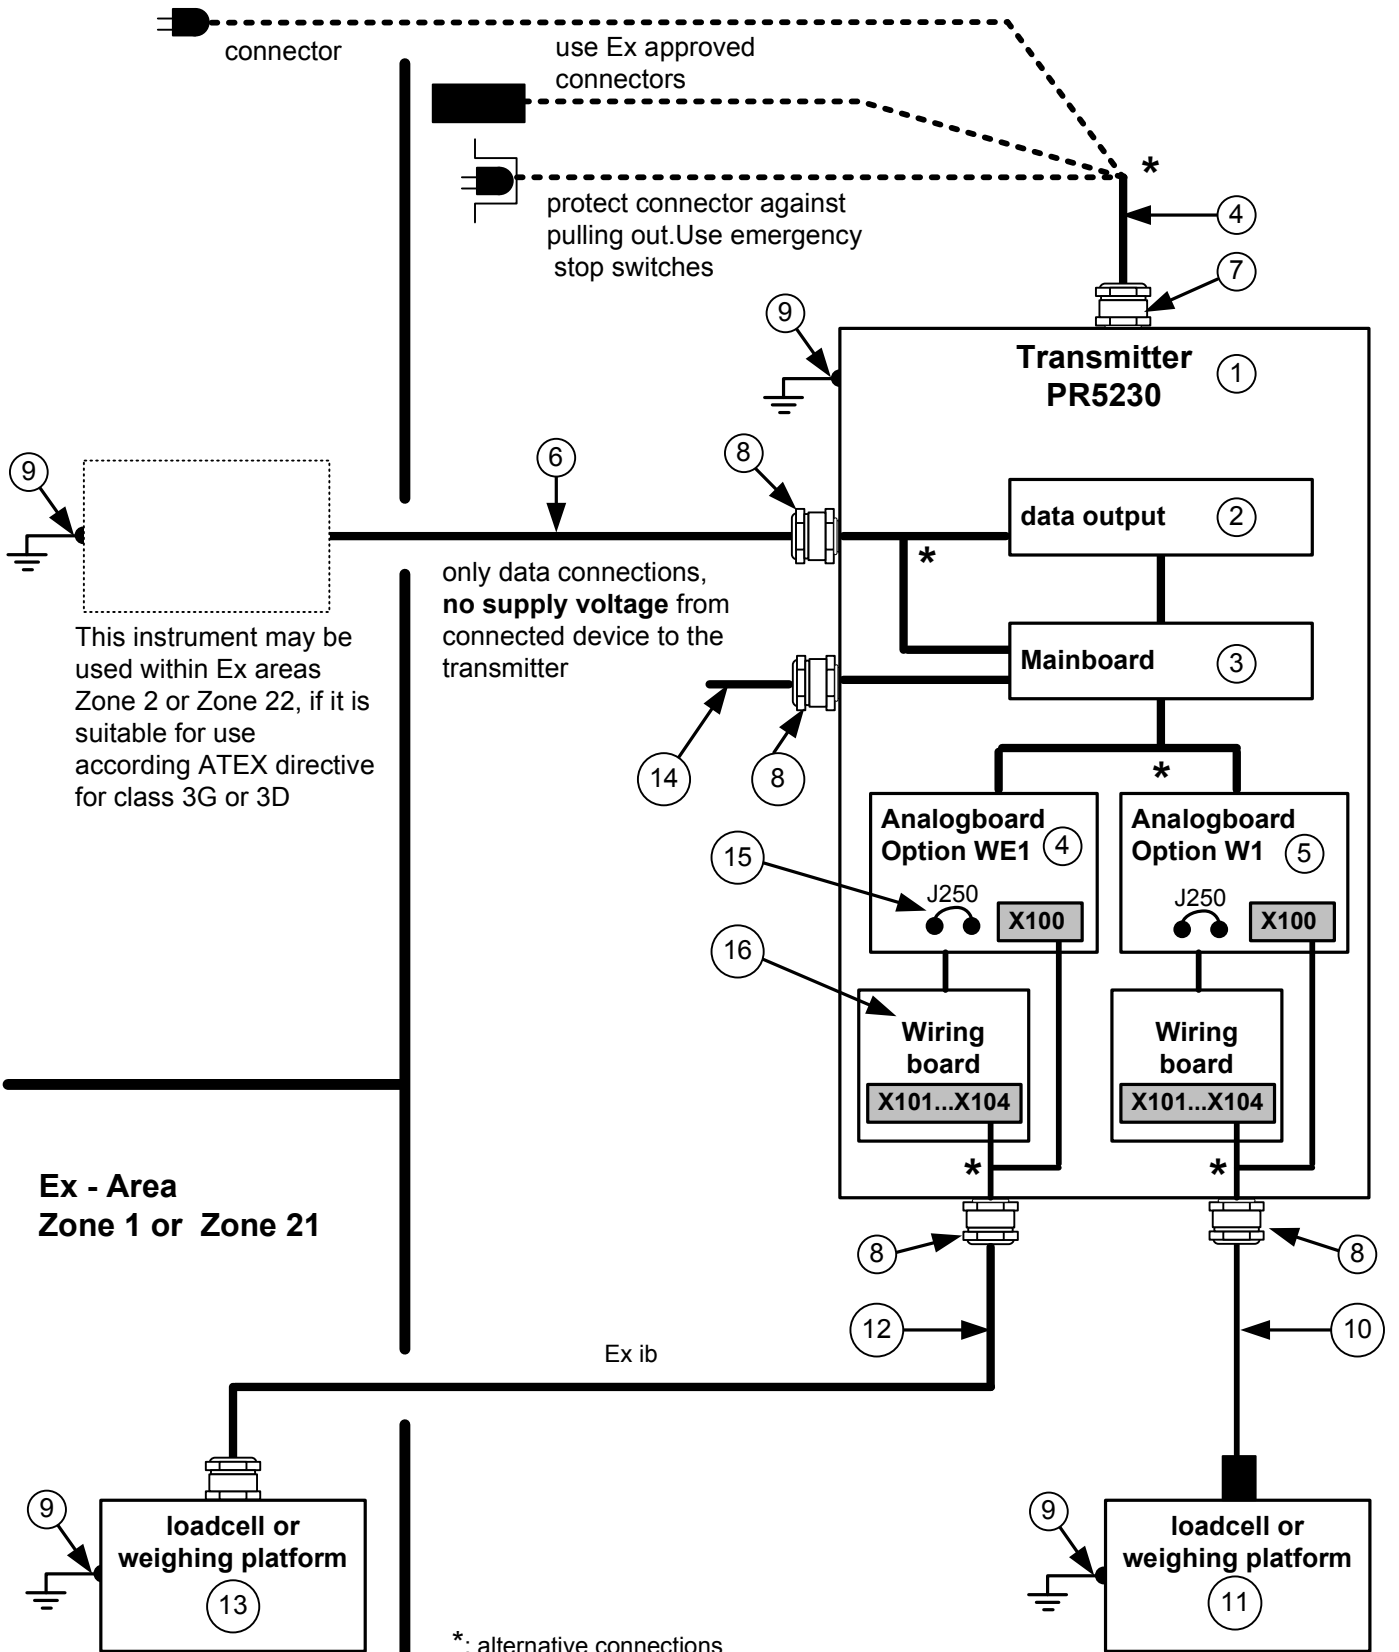 connector
use Ex approved
connectors
*
4
protect connector against
pulling out.Use emergency
stop switches
7
9
Transmitter
PR5230
1
9
6
8
data output
2
*
only data connections,
no supply voltage from
connected device to the
transmitter
This instrument may be
used within Ex areas
Zone 2 or Zone 22, if it is
suitable for use
according ATEX directive
for class 3G or 3D
Mainboard
3
14
8
*
Analogboard
Option WE1
4
J250
X100
Analogboard
Option W1
5
J250
X100
15
16
Wiring
board
X101...X104
Wiring
board
X101...X104
*
*
Ex - Area
Zone 1 or Zone 21
8
8
12
10
Ex ib
9
loadcell or
weighing platform
13
9
loadcell or
weighing platform
11
*: alternative connections